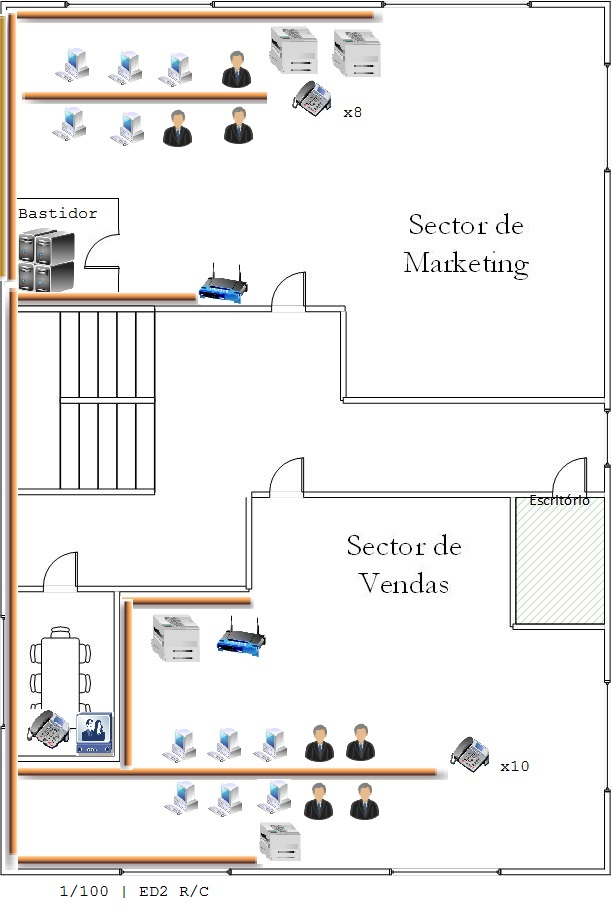 x8
Bastidor
Sector de
Marketing
Escritório
Sector de
Vendas
x10
1/100 | ED2 R/C